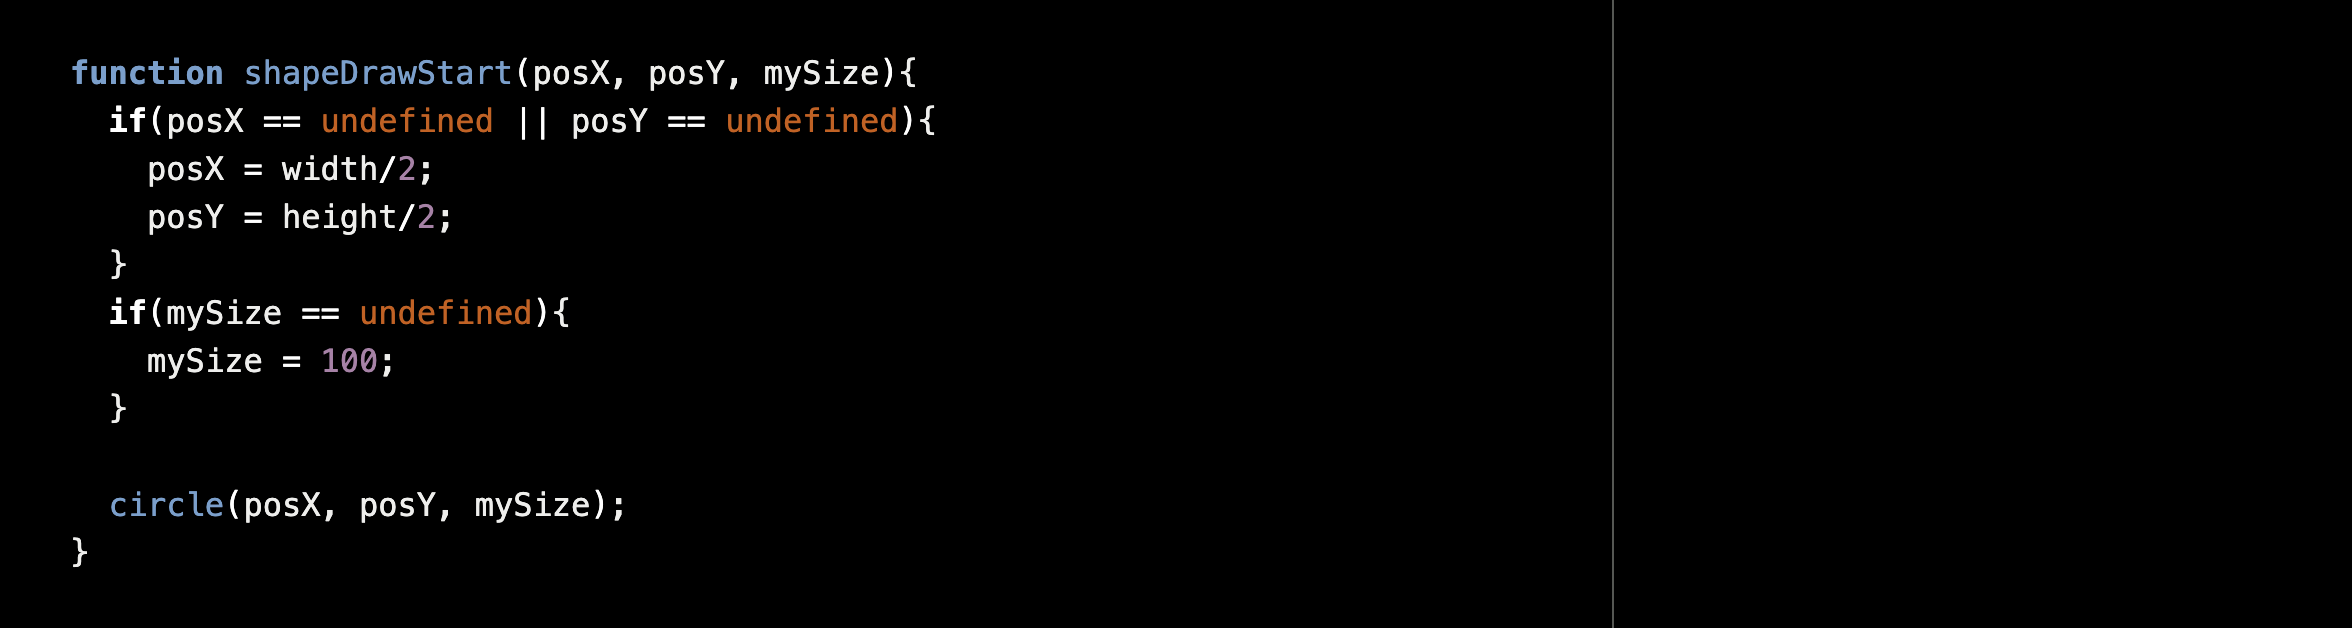 function shapeDrawStart(posX, posY, mySize){
  if(posX == undefined || posY == undefined){
    posX = width/2;
    posY = height/2;
  }
  if(mySize == undefined){
    mySize = 100;
  }

  circle(posX, posY, mySize);
}